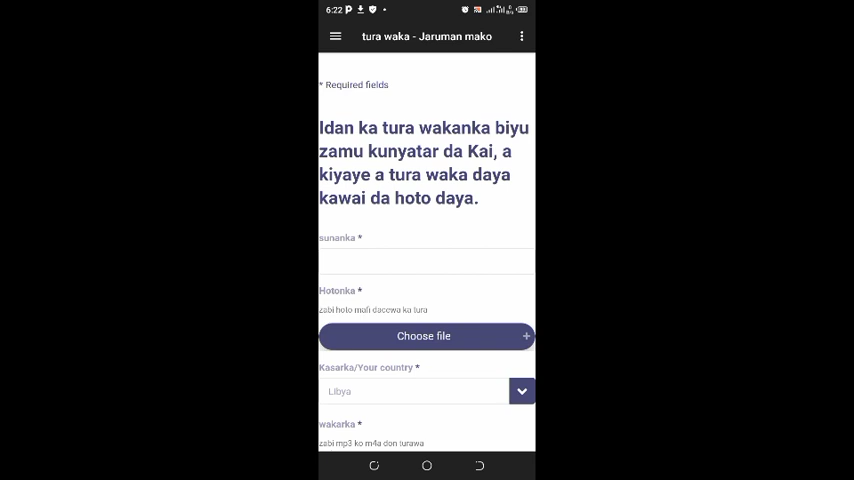 6:22
tura waka - Jaruman mako
* Required fields
Idan ka tura wakanka biyu
zamu kunyatar da Kai, a
kiyaye a tura waka daya
kawai da hoto daya.
sunanka *
Hotonka *
zabi hoto mafi dacewa ka tura
Choose file +
Kasarka/Your country *
Libya
wakarka *
zabi mp3 ko m4a don turawa